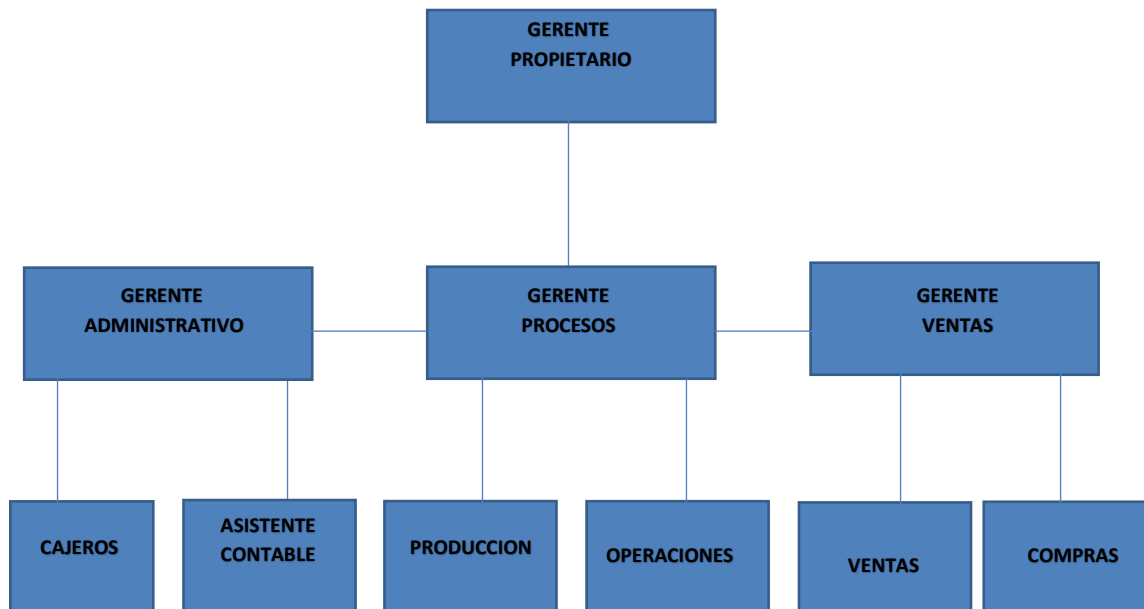 GERENTE
PROPIETARIO
GERENTE
ADMINISTRATIVO
GERENTE
PROCESOS
GERENTE
VENTAS
CAJEROS
ASISTENTE
CONTABLE
PRODUCCION
OPERACIONES
VENTAS
COMPRAS